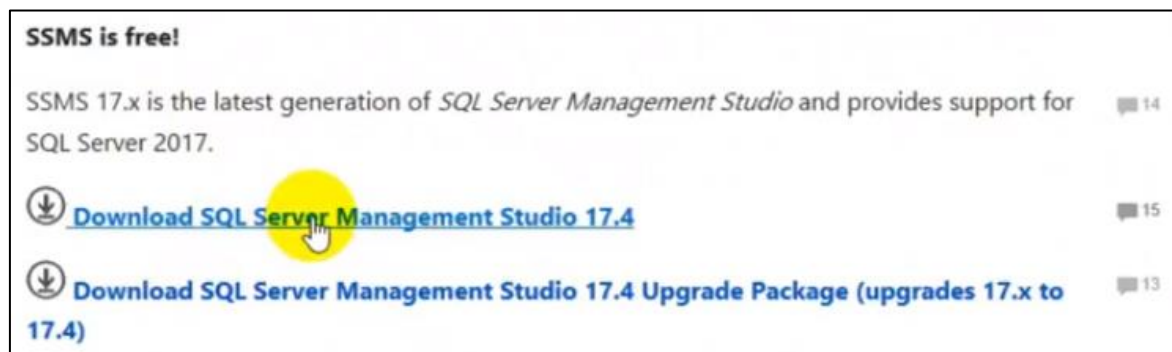 SSMS is free!
SSMS 17.x is the latest generation of SQL Server Management Studio and provides support for
SQL Server 2017.
14
Download SQL Server Management Studio 17.4
15
Download SQL Server Management Studio 17.4 Upgrade Package (upgrades 17.x to
17.4)
13